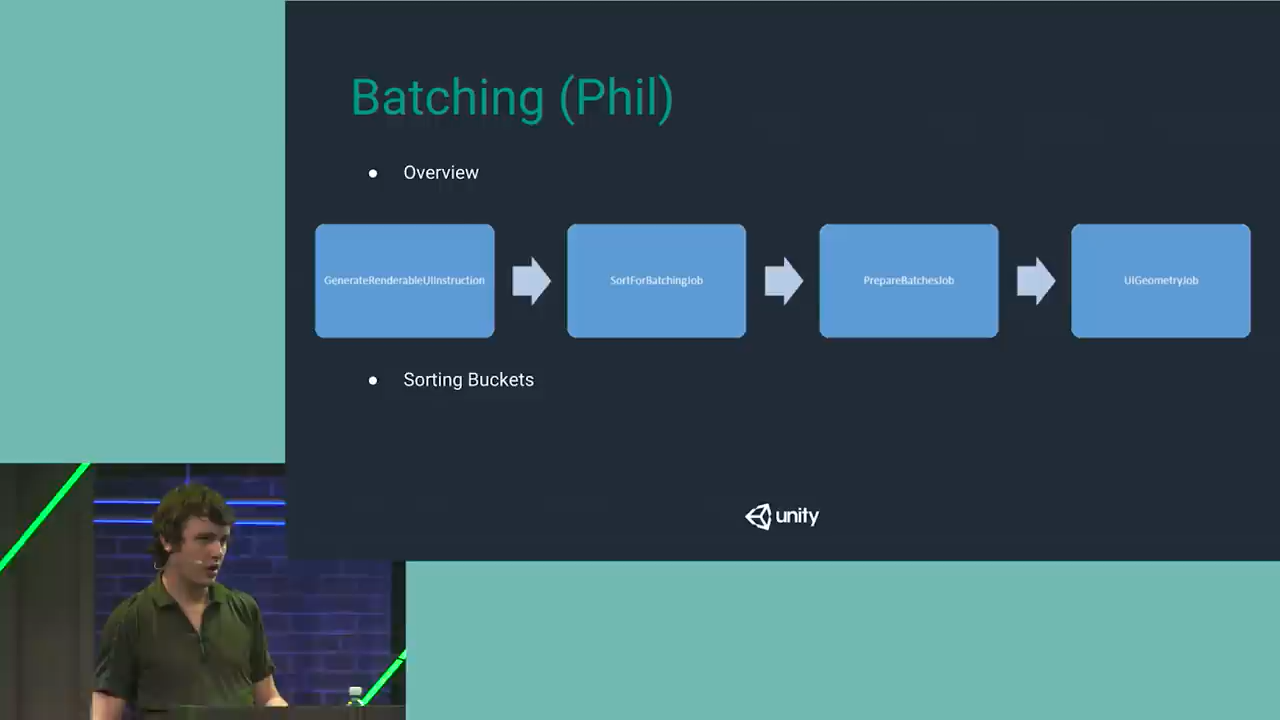 Batching (Phil)
● Overview
GenerateRenderableUIInstruction
SortForBatchingJob
PrepareBatchesJob
UIGeometryJob
● Sorting Buckets
unity